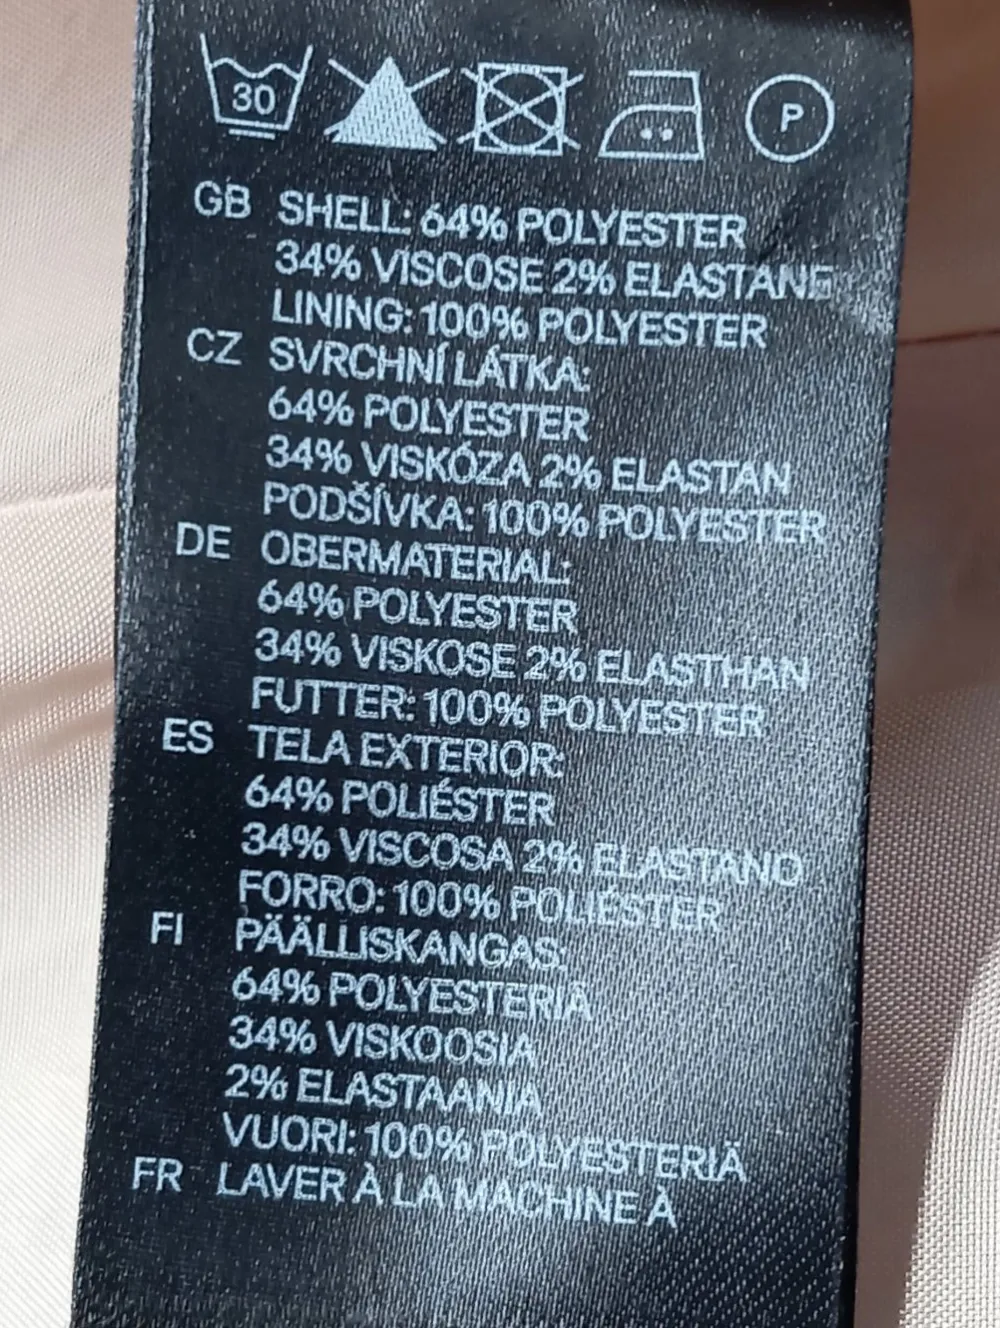 30
P
GB SHELL: 64% POLYESTER
34% VISCOSE 2% ELASTANE
LINING: 100% POLYESTER
CZ SVRCHNÍ LÁTKA:
64% POLYESTER
34% VISKÓZA 2% ELASTAN
PODŠÍVKA: 100% POLYESTER
DE OBERMATERIAL:
64% POLYESTER
34% VISKOSE 2% ELASTHAN
FUTTER: 100% POLYESTER
ES TELA EXTERIOR:
64% POLIÉSTER
34% VISCOSA 2% ELASTANO
FORRO: 100% POLIÉSTER
FI PÄÄLLISKANGAS:
64% POLYESTERIÄ
34% VISKOOSIA
2% ELASTAANIA
VUORI: 100% POLYESTERIÄ
FR LAVER À LA MACHINE À